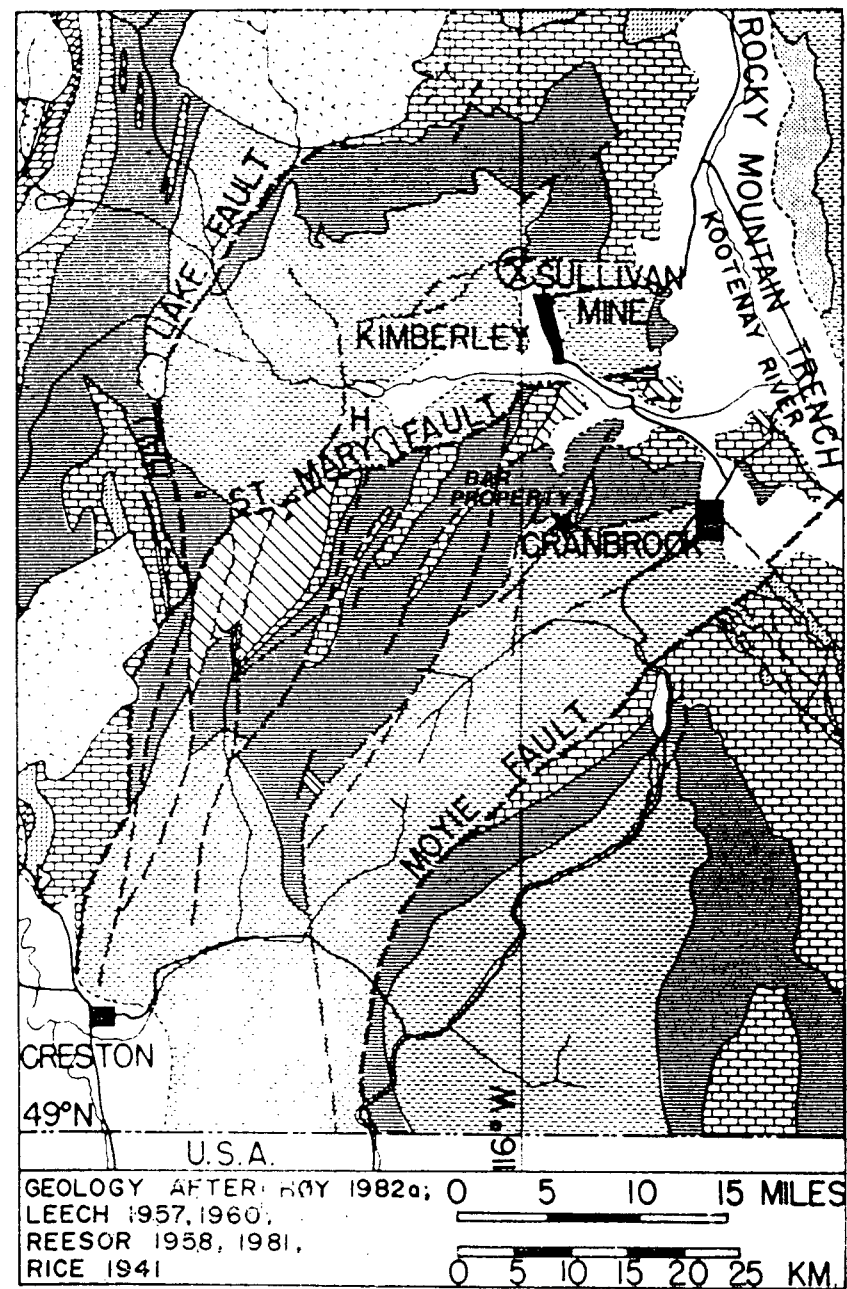 ROCKY MOUNTAIN TRENCH
KOOTENAY RIVER
FAULT
SULLIVAN
MINE
KIMBERLEY
H
ST. MARY FAULT
BAR
PROPERTY
CRANBROOK
MOYIE FAULT
CRESTON
49°N
116°W
U.S.A.
GEOLOGY AFTER 1982a;
LEECH 1957, 1960,
REESOR 1958, 1981,
RICE 1941
0 5 10 15 MILES
0 5 10 15 20 25 KM.